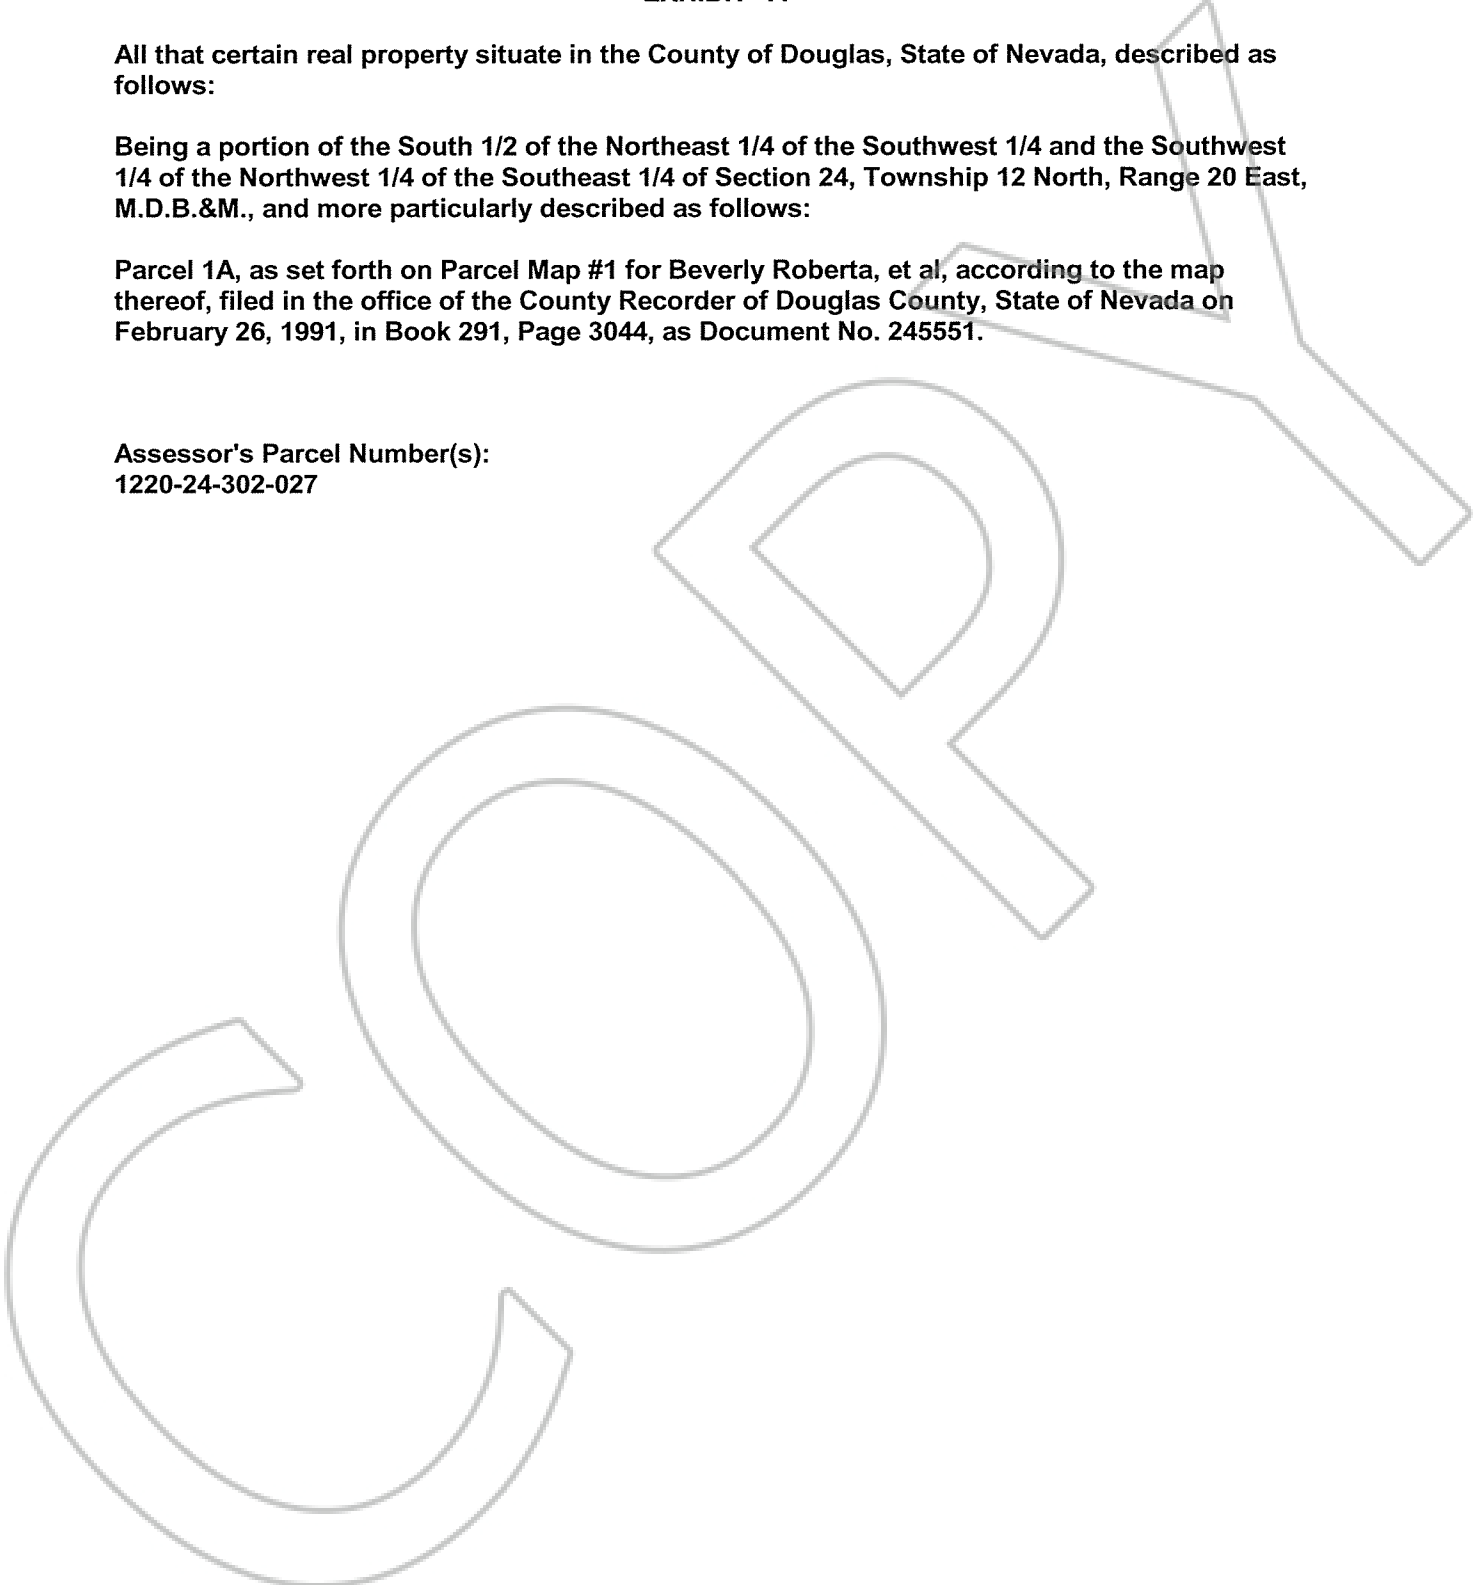 All that certain real property situate in the County of Douglas, State of Nevada, described as
follows:
Being a portion of the South 1/2 of the Northeast 1/4 of the Southwest 1/4 and the Southwest
1/4 of the Northwest 1/4 of the Southeast 1/4 of Section 24, Township 12 North, Range 20 East,
M.D.B.&M., and more particularly described as follows:
Parcel 1A, as set forth on Parcel Map #1 for Beverly Roberta, et al, according to the map
thereof, filed in the office of the County Recorder of Douglas County, State of Nevada on
February 26, 1991, in Book 291, Page 3044, as Document No. 245551.
Assessor's Parcel Number(s):
1220-24-302-027
COPY